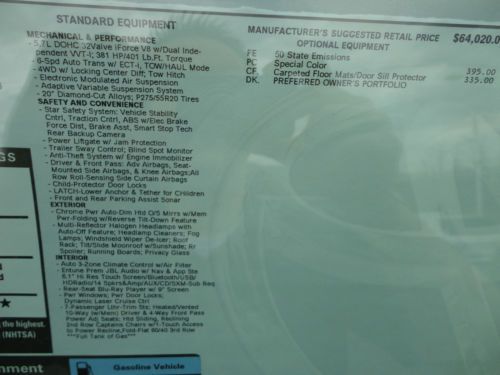 STANDARD EQUIPMENT
MECHANICAL & PERFORMANCE
- 5.7L DOHC 32Valve iForce V8 w/Dual Inde-
pendent VVT-i; 381 HP/401 Lb.Ft. Torque
- 6-Spd Auto Trans w/ ECT-i, TOW/HAUL Mode
- 4WD w/ Locking Center Diff; Tow Hitch
- Electronic Modulated Air Suspension
- Adaptive Variable Suspension System
- 20" Diamond-Cut Alloys; P275/55R20 Tires
SAFETY AND CONVENIENCE
- Star Safety System: Vehicle Stability
Cntrl, Traction Cntrl, ABS w/Elec Brake
Force Dist, Brake Asst, Smart Stop Tech
- Rear Backup Camera
- Power Liftgate w/ Jam Protection
- Trailer Sway Control; Blind Spot Monitor
- Anti-Theft System w/ Engine Immobilizer
- Driver & Front Pass: Adv Airbags, Seat-
Mounted Side Airbags, & Knee Airbags;All
Row Roll-Sensing Side Curtain Airbags
- Child-Protector Door Locks
- LATCH-Lower Anchor & Tether for CHildren
- Front and Rear Parking Assist Sonar
EXTERIOR
- Chrome Pwr Auto-Dim Htd O/S Mirrs w/Mem
Pwr-Folding w/Reverse Tilt-Down Feature
- Multi-Reflector Halogen Headlamps with
Auto-Off Feature; Headlamp Cleaners; Fog
Lamps; Windshield Wiper De-Icer; Roof
Rack; Tilt/Slide Moonroof w/Sunshade; Rr
Spoiler; Running Boards; Privacy Glass
INTERIOR
- Auto 3-Zone Climate Control w/Air Filter
- Entune Prem JBL Audio w/ Nav & App Ste
6.1" Hi Res Touch Screen/Bluetooth/USB/
HDRadio/14 Spkrs&Amp/AUX/CD/SXM-Sub Req
- Rear-Seat Blu-Ray Player w/ 9" Screen
- Pwr Windows; Pwr Door Locks;
Dynamic Laser Cruise Ctrl
- 7-Passenger Lthr-Trim Sts; Heated/Vented
10-Way (w/Mem) Driver & 4-Way Front Pass
Power Adj Seats; Htd Sliding, Reclining
2nd Row Captains Chairs w/1-Touch Access
to Power Recline,Fold-Flat 60/40 3rd Row
***Full Tank of Gas***
MANUFACTURER'S SUGGESTED RETAIL PRICE $64,020.0
OPTIONAL EQUIPMENT
FE 50 State Emissions
PC Special Color
CF. Carpeted Floor Mats/Door Sill Protector 395.00
DK. PREFERRED OWNER'S PORTFOLIO 335.00
GS
the highest.
(NHTSA)
ironment
Gasoline Vehicle